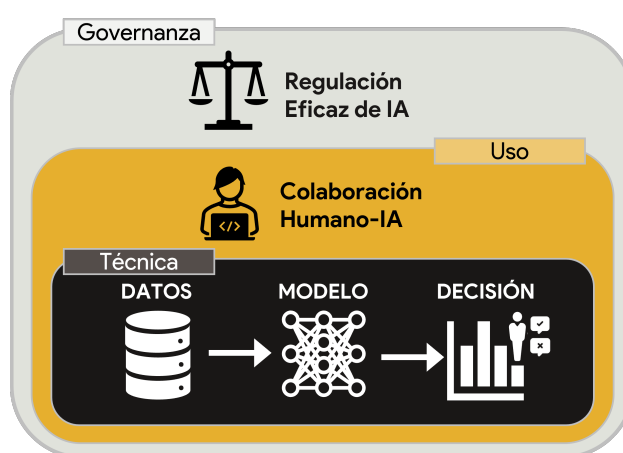 Governanza
Regulación
Eficaz de IA
Uso
Colaboración
Humano-IA
</>
Técnica
DATOS
MODELO
DECISIÓN